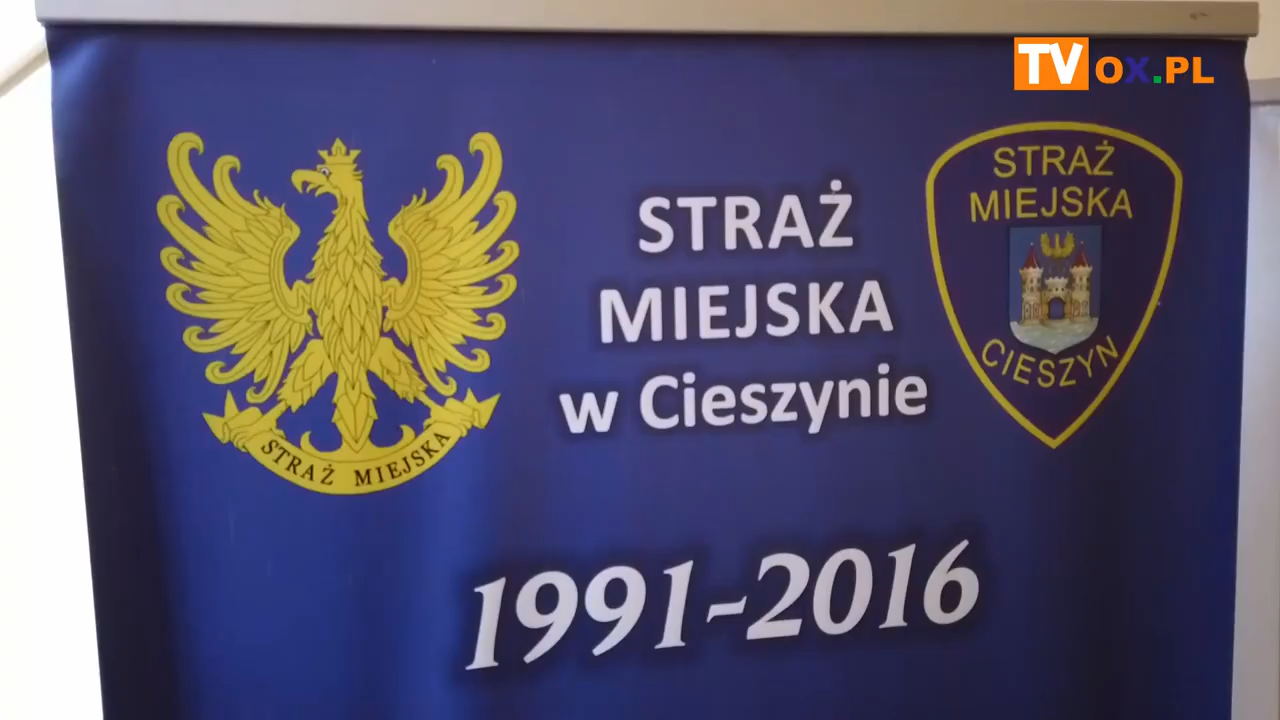 TVOX.PL
STRAŻ
MIEJSKA
w Cieszynie
STRAŻ
MIEJSKA
CIESZYN
STRAŻ MIEJSKA
1991-2016